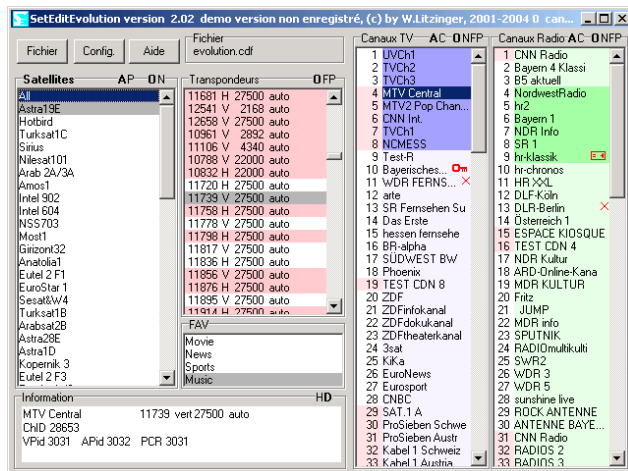 SetEditEvolution version 2.02 demo version non enregistré, (c) by W.Litzinger, 2001-2004 0 can...
Fichier
Config.
Aide
Fichier
evolution.cdf
Satellites AP ON
All
Astra19E
Hotbird
Turksat1C
Sirius
Nilesat101
Arab 2A/3A
Amos1
Intel 902
Intel 604
NSS703
Most1
Girizont32
Anatolia1
Eutel 2 F1
EuroStar 1
Sesat&W4
Turksat1B
Arabsat2B
Astra28E
Astra1D
Kopernik 3
Eutel 2 F3
Transpondeurs OFP
11681 H 27500 auto
12541 V 2168 auto
12658 V 27500 auto
10961 V 2892 auto
11106 V 4340 auto
10788 V 22000 auto
10832 H 22000 auto
11720 H 27500 auto
11739 V 27500 auto
11758 H 27500 auto
11778 V 27500 auto
11798 H 27500 auto
11817 V 27500 auto
11836 H 27500 auto
11856 V 27500 auto
11876 H 27500 auto
11895 V 27500 auto
11914 H 27500 auto
FAV
Movie
News
Sports
Music
Information HD
MTV Central 11739 vert 27500 auto
ChID 28653
VPid 3031 APid 3032 PCR 3031
Canaux TV AC ONFP
1 UVCh1
2 TVCh2
3 TVCh3
4 MTV Central
5 MTV2 Pop Chan...
6 CNN Int.
7 TVCh1
8 NCMESS
9 Test-R
10 Bayerisches...
11 WDR FERNS...
12 arte
13 SR Fernsehen Su
14 Das Erste
15 hessen fernsehe
16 BR-alpha
17 SÜDWEST BW
18 Phoenix
19 TEST CDN 8
20 ZDF
21 ZDFinfokanal
22 ZDFdokukanal
23 ZDFtheaterkanal
24 3sat
25 KiKa
26 EuroNews
27 Eurosport
28 CNBC
29 SAT.1 A
30 ProSieben Schwe
31 ProSieben Austr
32 Kabel 1 Schweiz
33 Kabel 1 Austria
Canaux Radio AC ONFP
1 CNN Radio
2 Bayern 4 Klassi
3 B5 aktuell
4 NordwestRadio
5 hr2
6 Bayern 1
7 NDR Info
8 SR 1
9 hr-klassik
10 hr-chronos
11 HR XXL
12 DLF-Köln
13 DLR-Berlin
14 Österreich 1
15 ESPACE KIOSQUE
16 TEST CDN 4
17 NDR Kultur
18 ARD-Online-Kana
19 MDR KULTUR
20 Fritz
21 JUMP
22 MDR info
23 SPUTNIK
24 RADIOmultikulti
25 SWR2
26 WDR 3
27 WDR 5
28 sunshine live
29 ROCK ANTENNE
30 ANTENNE BAYE...
31 CNN Radio
32 RADIOS 2
33 RADIOS 3